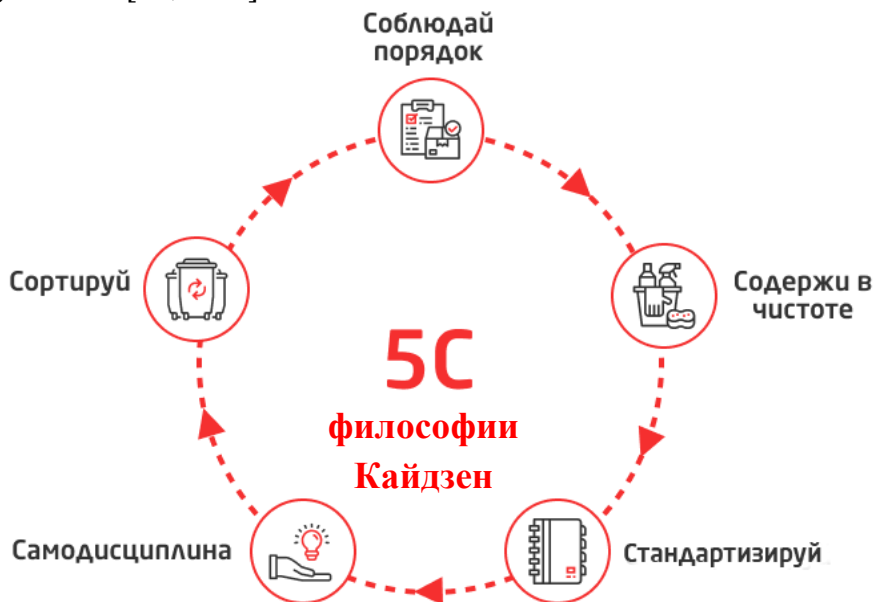 Соблюдай
порядок
Сортируй
Содержи в
чистоте
5С
философии
Кайдзен
Самодисциплина
Стандартизируй